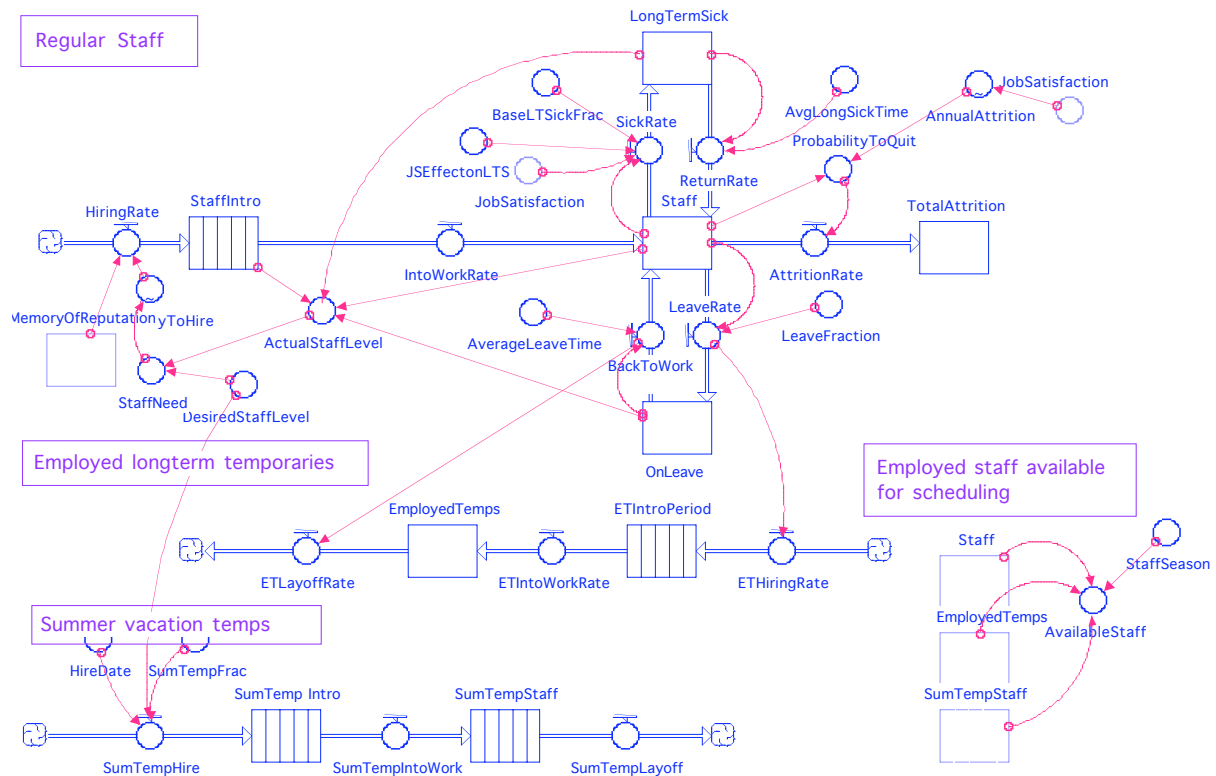 LongTermSick
Regular Staff
BaseLTSickFrac
SickRate
AvgLongSickTime
JobSatisfaction
AnnualAttrition
ProbabilityToQuit
JSEffectonLTS
JobSatisfaction
ReturnRate
Staff
StaffIntro
HiringRate
TotalAttrition
IntoWorkRate
AttritionRate
MemoryOfReputation
yToHire
ActualStaffLevel
AverageLeaveTime
LeaveRate
LeaveFraction
BackToWork
StaffNeed
DesiredStaffLevel
OnLeave
Employed longterm temporaries
Employed staff available
for scheduling
EmployedTemps
ETIntroPeriod
ETLayoffRate
ETIntoWorkRate
ETHiringRate
Staff
StaffSeason
EmployedTemps
AvailableStaff
SumTempStaff
Summer vacation temps
HireDate
SumTempFrac
SumTemp Intro
SumTempStaff
SumTempHire
SumTempIntoWork
SumTempLayoff